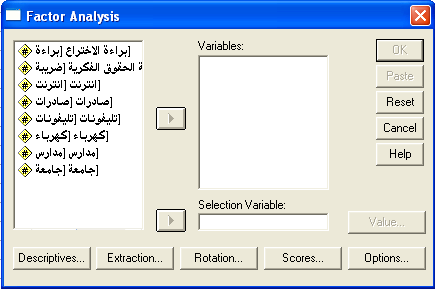 Factor Analysis
براءة الاختراع [براءة]
ة الحقوق الفكرية [ضريبة
انترنت [انترنت]
صادرات [صادرات]
تليفونات [تليفونات]
كهرباء [كهرباء]
مدارس [مدارس]
جامعة [جامعة]
Variables:
Selection Variable:
OK
Paste
Reset
Cancel
Help
Value...
Descriptives...
Extraction...
Rotation...
Scores...
Options...